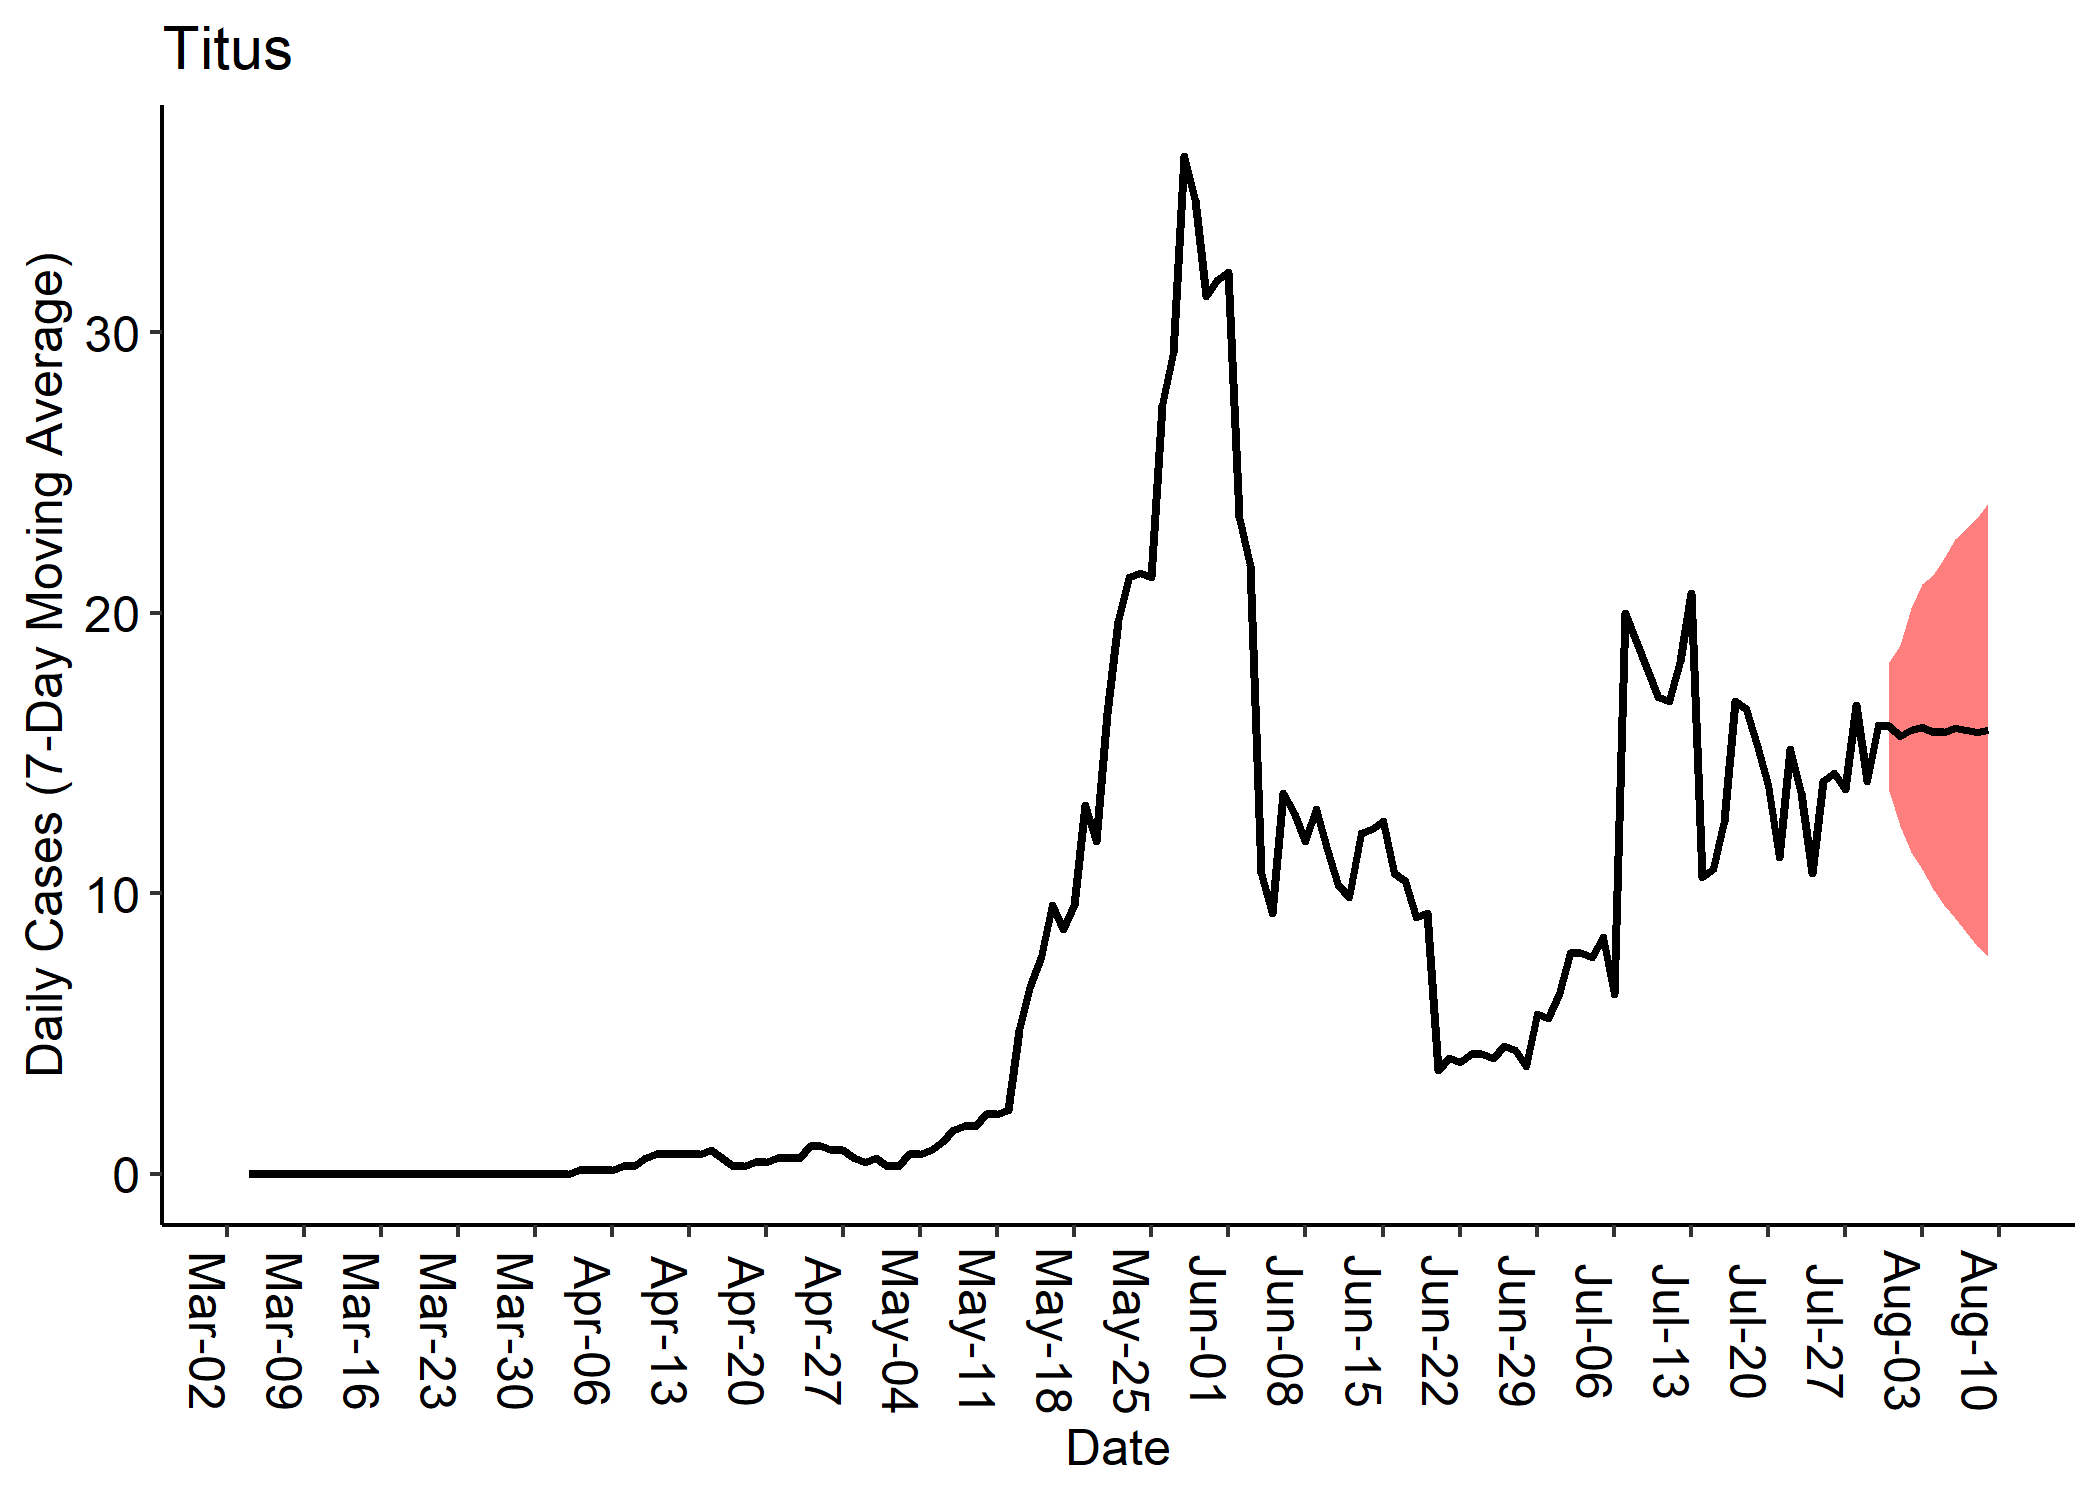 Titus
Daily Cases (7-Day Moving Average)
30
20
10
0
Mar-02
Mar-09
Mar-16
Mar-23
Mar-30
Apr-06
Apr-13
Apr-20
Apr-27
May-04
May-11
May-18
May-25
Jun-01
Jun-08
Jun-15
Jun-22
Jun-29
Jul-06
Jul-13
Jul-20
Jul-27
Aug-03
Aug-10
Date